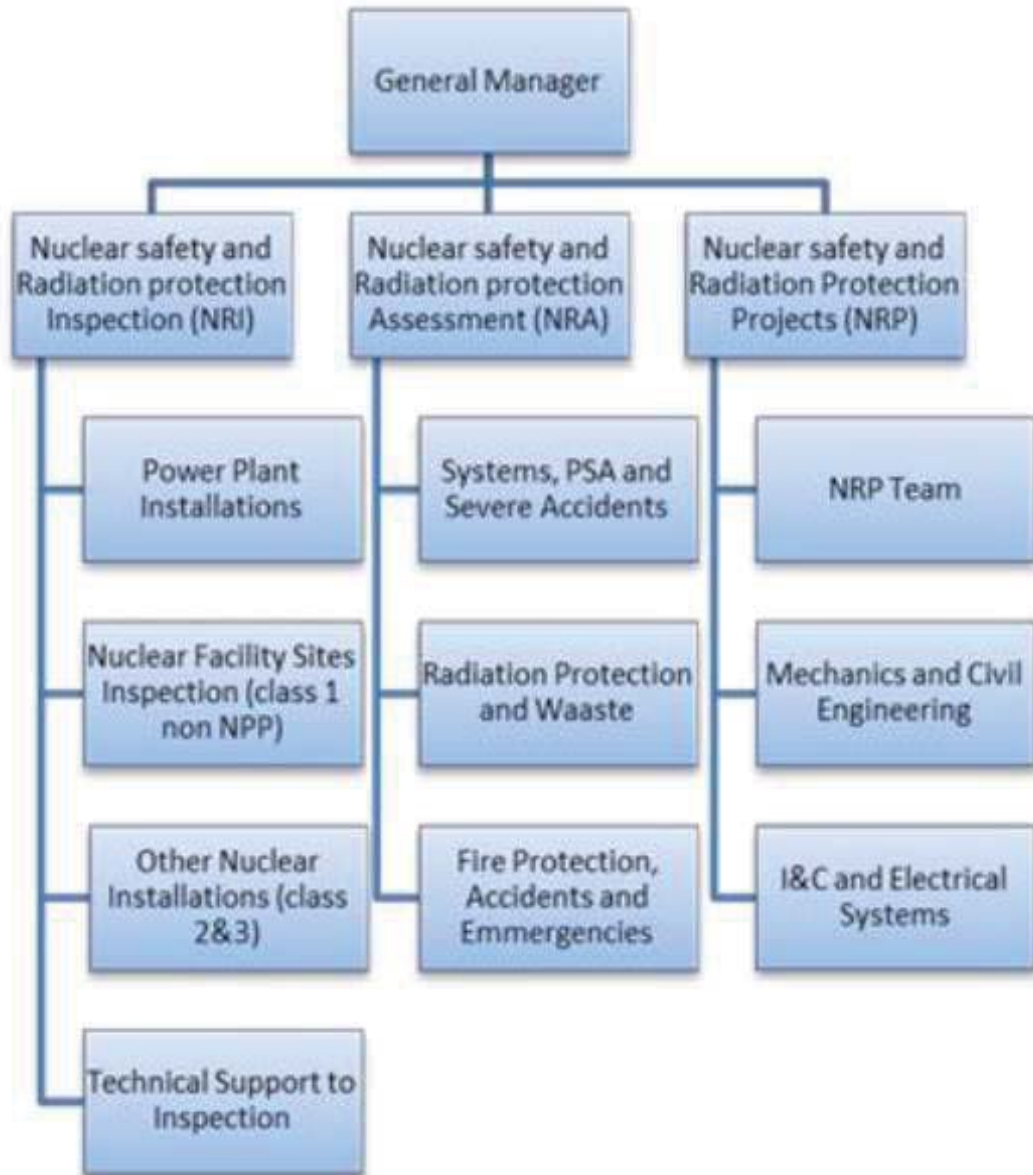 General Manager
Nuclear safety and
Radiation protection
Inspection (NRI)
Nuclear safety and
Radiation protection
Assessment (NRA)
Nuclear safety and
Radiation Protection
Projects (NRP)
Power Plant
Installations
Nuclear Facility Sites
Inspection (class 1
non NPP)
Other Nuclear
Installations (class
2&3)
Technical Support to
Inspection
Systems, PSA and
Severe Accidents
Radiation Protection
and Waaste
Fire Protection,
Accidents and
Emmergencies
NRP Team
Mechanics and Civil
Engineering
I&C and Electrical
Systems